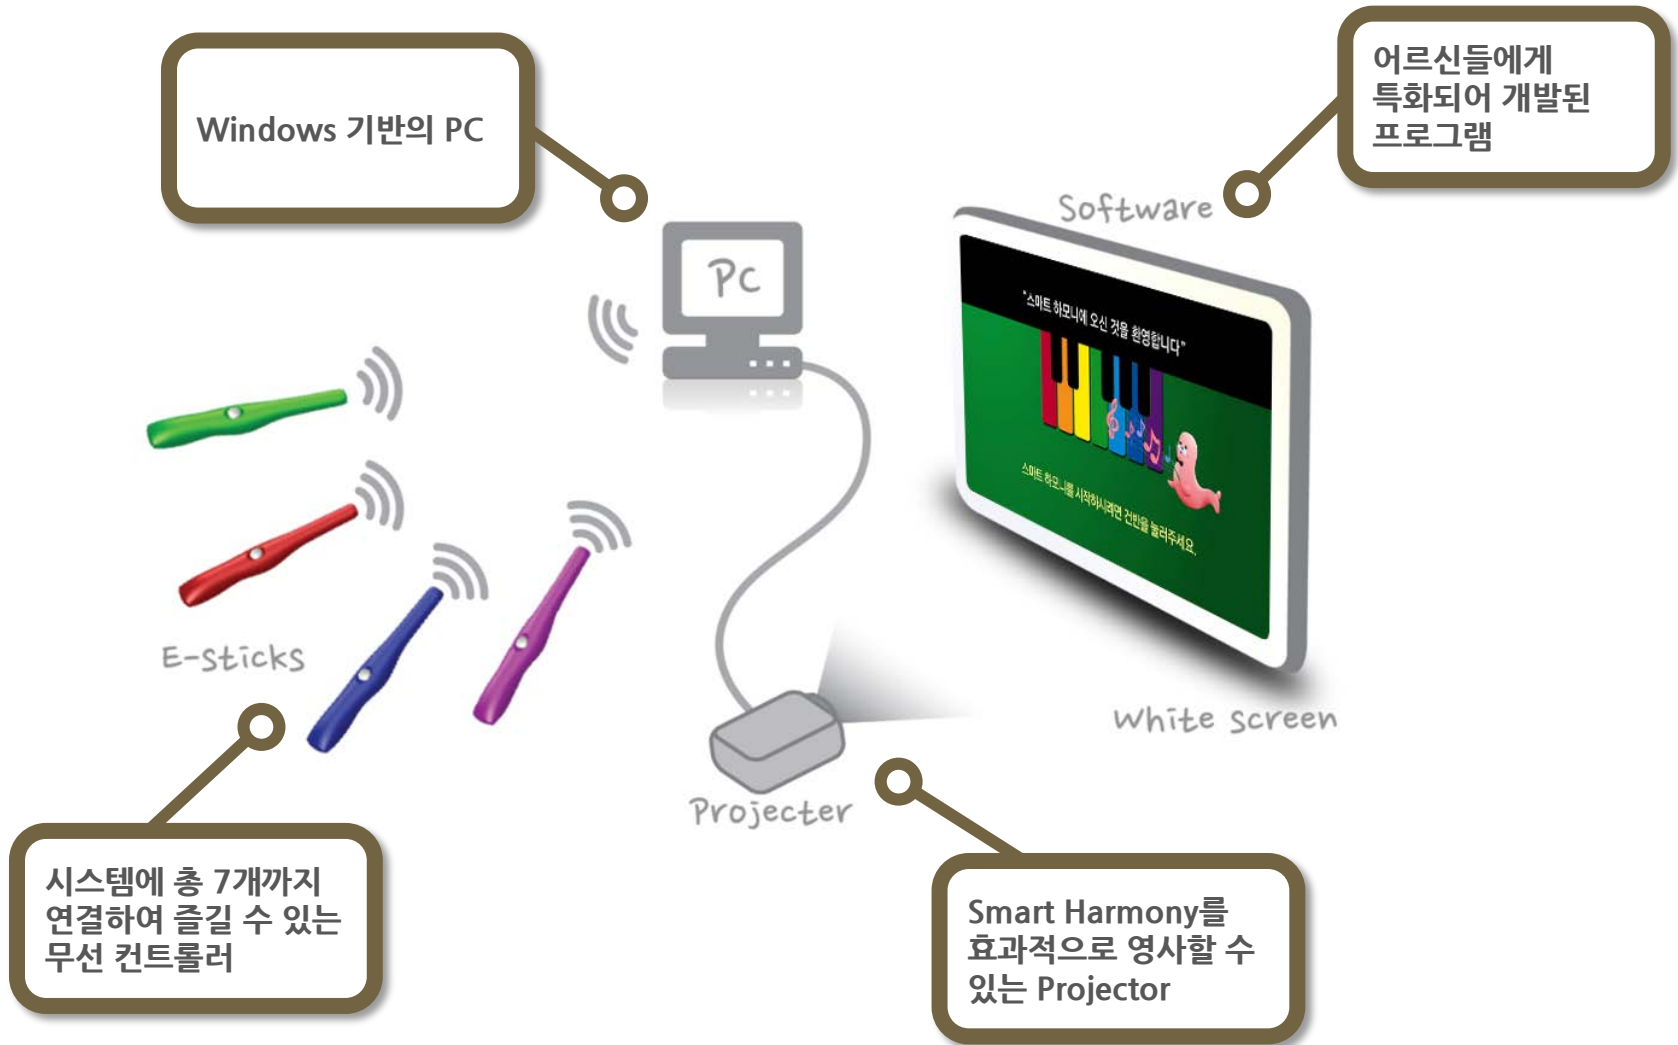 Windows 기반의 PC
어르신들에게
특화되어 개발된
프로그램
Software
PC
"스마트 하모니에 오신 것을 환영합니다"
스마트 하모니를 시작하시려면 건반을 눌러주세요.
E-sticks
White screen
Projecter
시스템에 총 7개까지
연결하여 즐길 수 있는
무선 컨트롤러
Smart Harmony를
효과적으로 영사할 수
있는 Projector